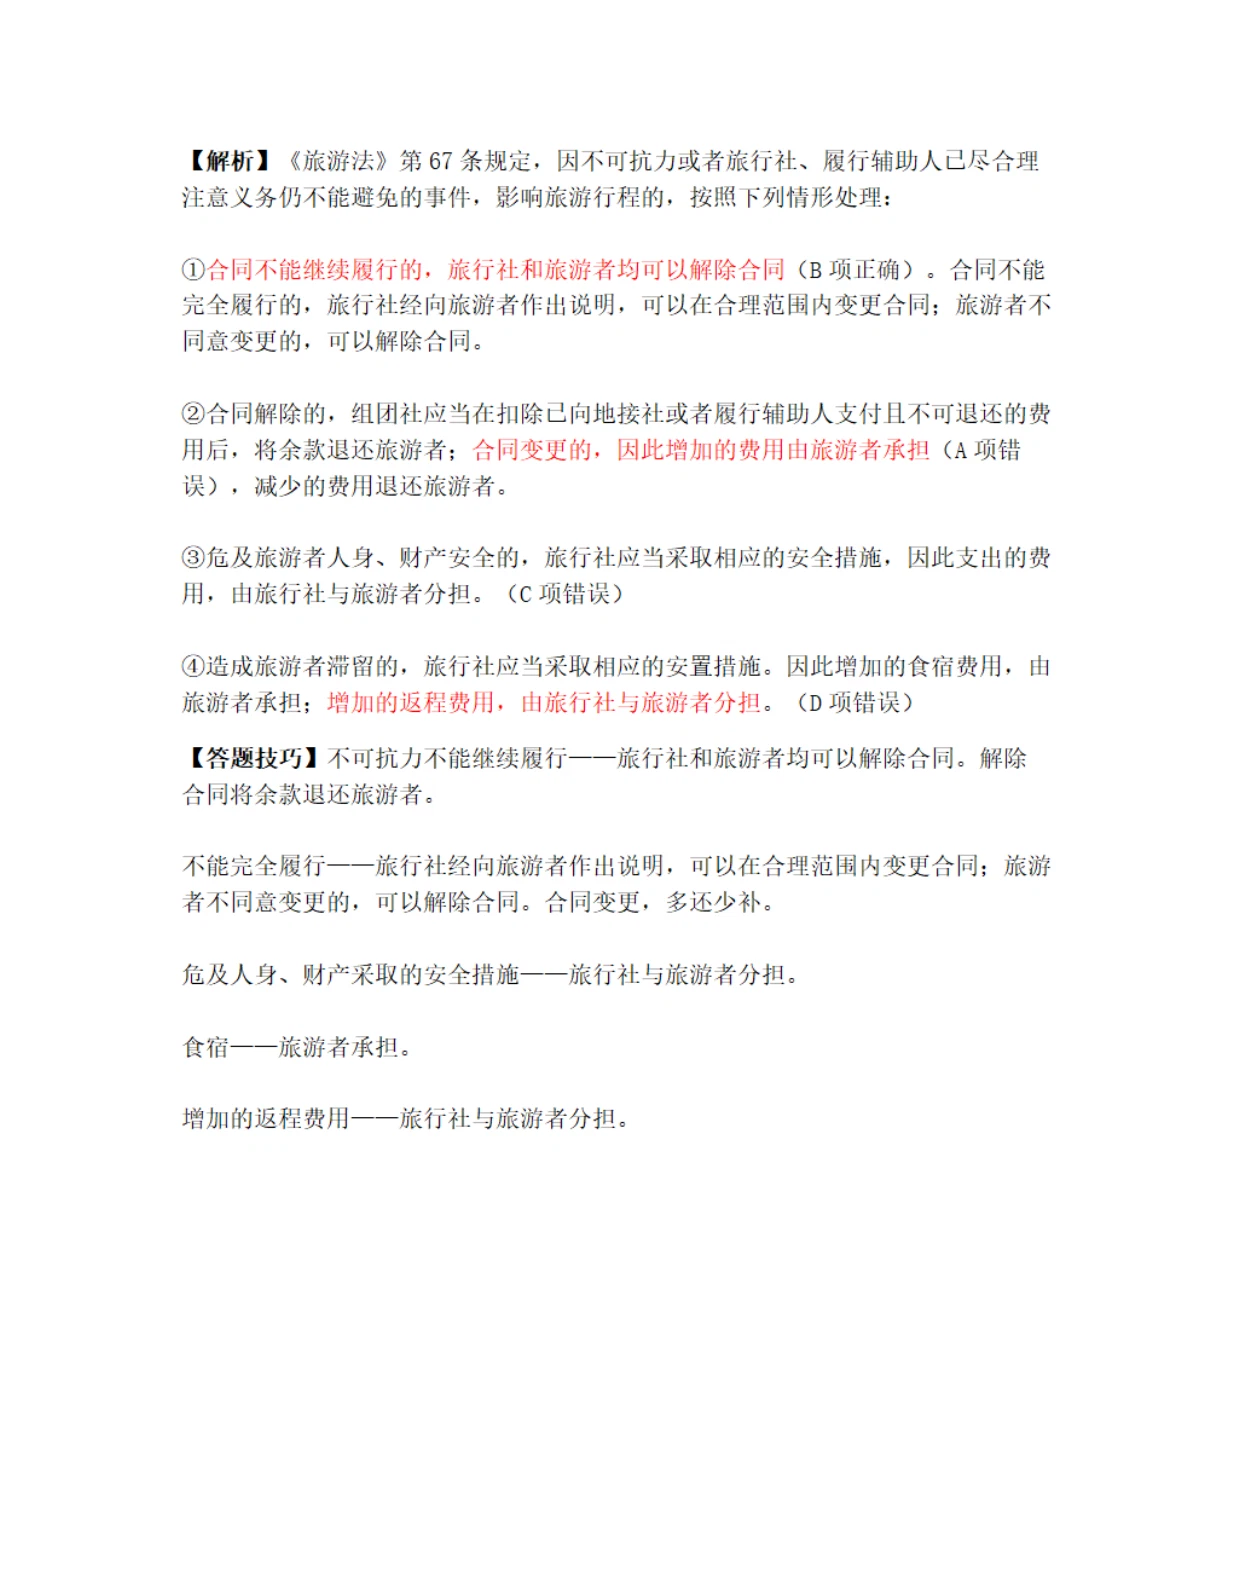 【解析】《旅游法》第 67 条规定，因不可抗力或者旅行社、履行辅助人已尽合理
注意义务仍不能避免的事件，影响旅游行程的，按照下列情形处理：
①合同不能继续履行的，旅行社和旅游者均可以解除合同（B 项正确）。合同不能
完全履行的，旅行社经向旅游者作出说明，可以在合理范围内变更合同；旅游者不
同意变更的，可以解除合同。
②合同解除的，组团社应当在扣除已向地接社或者履行辅助人支付且不可退还的费
用后，将余款退还旅游者；合同变更的，因此增加的费用由旅游者承担（A 项错
误），减少的费用退还旅游者。
③危及旅游者人身、财产安全的，旅行社应当采取相应的安全措施，因此支出的费
用，由旅行社与旅游者分担。（C 项错误）
④造成旅游者滞留的，旅行社应当采取相应的安置措施。因此增加的食宿费用，由
旅游者承担；增加的返程费用，由旅行社与旅游者分担。（D 项错误）
【答题技巧】不可抗力不能继续履行——旅行社和旅游者均可以解除合同。解除
合同将余款退还旅游者。
不能完全履行——旅行社经向旅游者作出说明，可以在合理范围内变更合同；旅游
者不同意变更的，可以解除合同。合同变更，多还少补。
危及人身、财产采取的安全措施——旅行社与旅游者分担。
食宿——旅游者承担。
增加的返程费用——旅行社与旅游者分担。